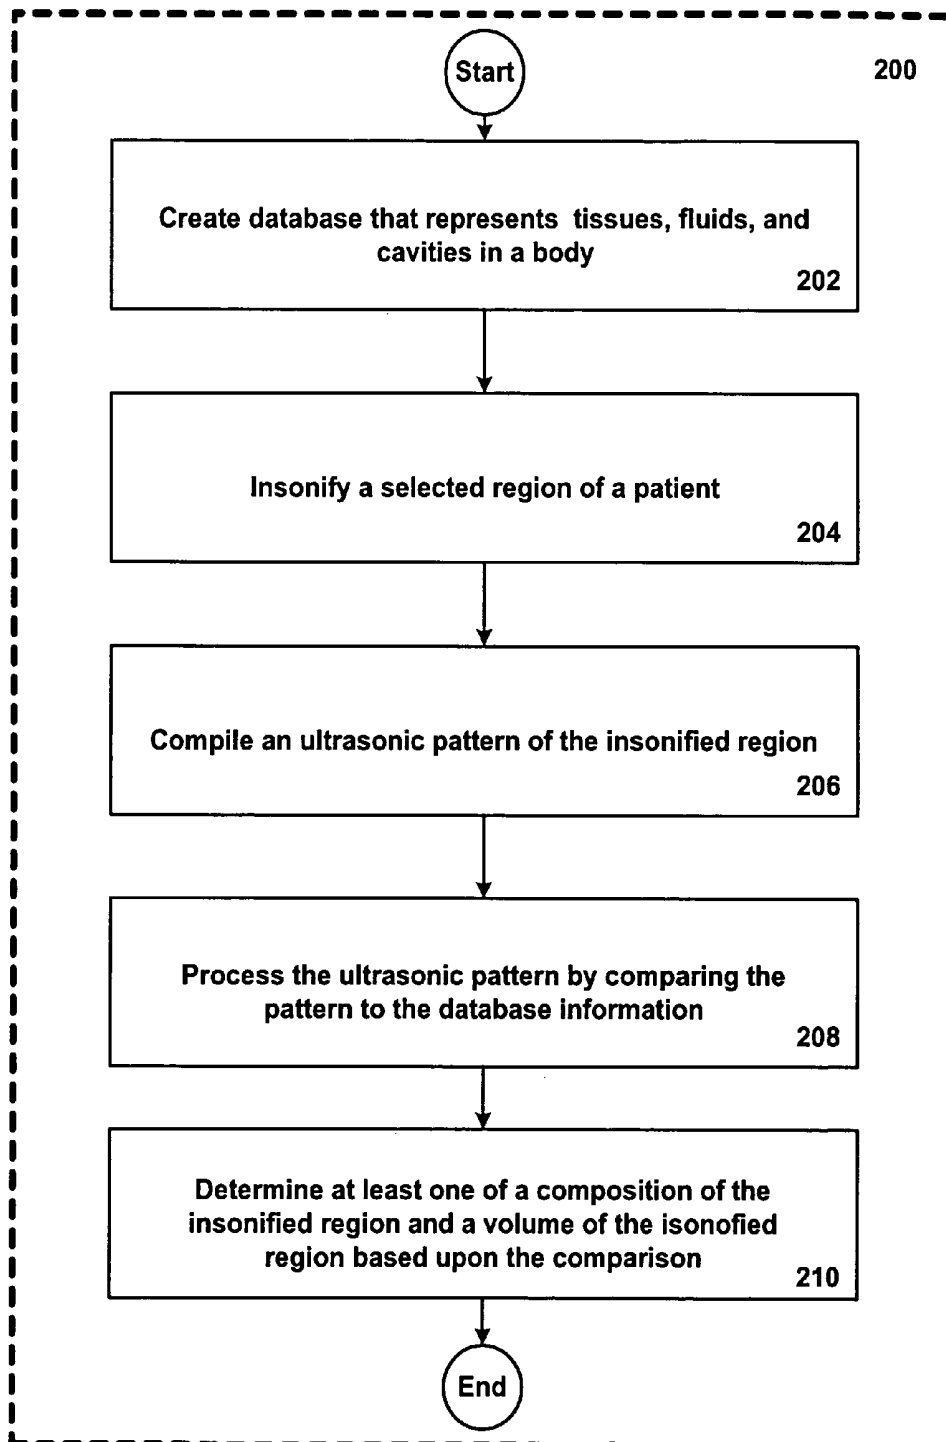 Start
200
Create database that represents tissues, fluids, and
cavities in a body
202
Insonify a selected region of a patient
204
Compile an ultrasonic pattern of the insonified region
206
Process the ultrasonic pattern by comparing the
pattern to the database information
208
Determine at least one of a composition of the
insonified region and a volume of the isonofied
region based upon the comparison
210
End